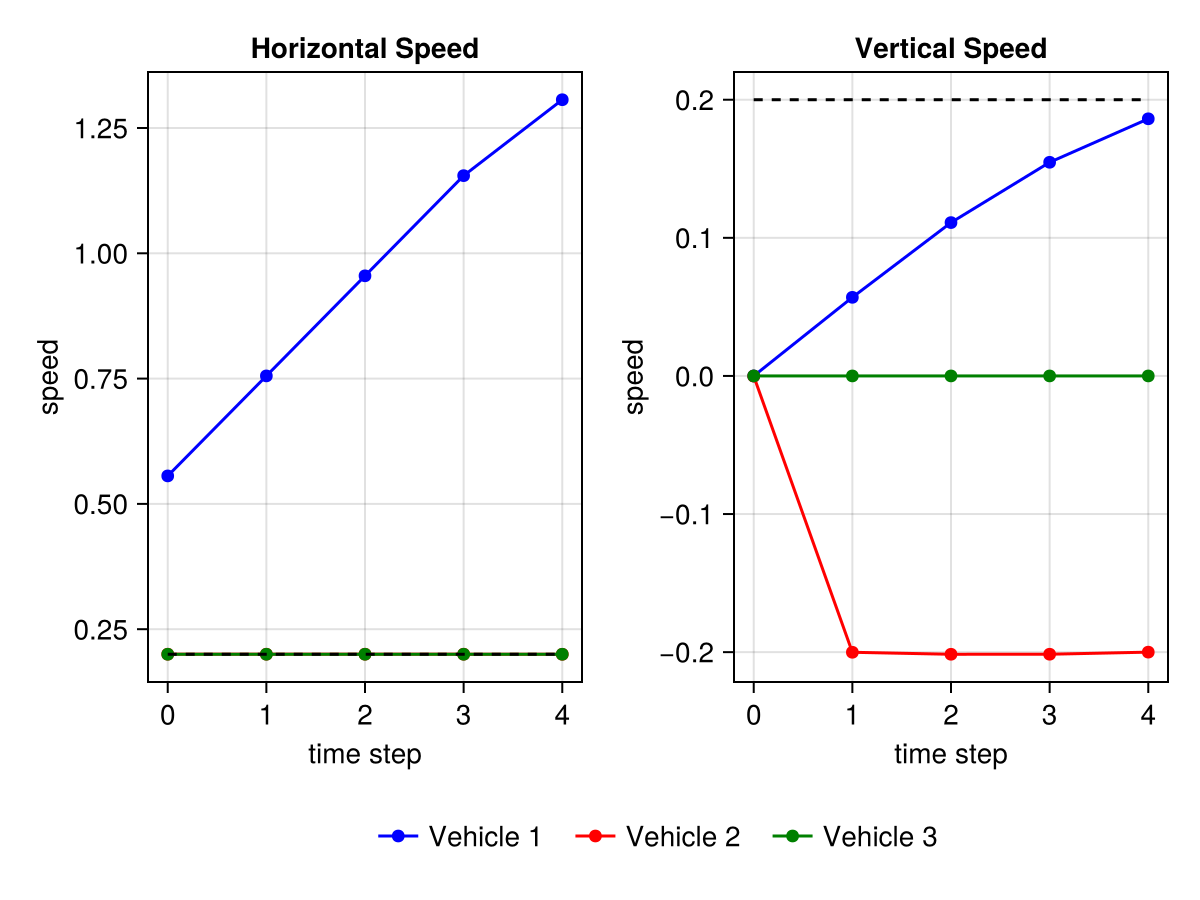 Horizontal Speed
1.25
1.00
0.75
0.50
0.25
speed
0 1 2 3 4
time step
Vertical Speed
0.2
0.1
0.0
−0.1
−0.2
speed
0 1 2 3 4
time step
Vehicle 1 Vehicle 2 Vehicle 3